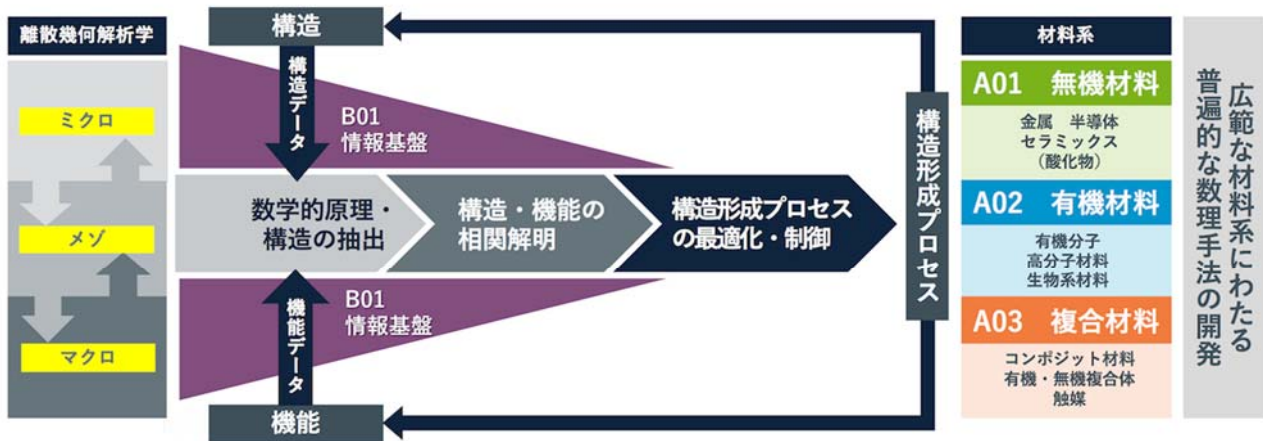 離散幾何解析学
ミクロ
メゾ
マクロ
構造
構造データ
B01
情報基盤
数学的原理・
構造の抽出
構造・機能の
相関解明
構造形成プロセス
の最適化・制御
B01
情報基盤
機能データ
機能
構造形成プロセス
材料系
A01 無機材料
金属 半導体
セラミックス
（酸化物）
A02 有機材料
有機分子
高分子材料
生物系材料
A03 複合材料
コンポジット材料
有機・無機複合体
触媒
広範な材料系にわたる
普遍的な数理手法の開発